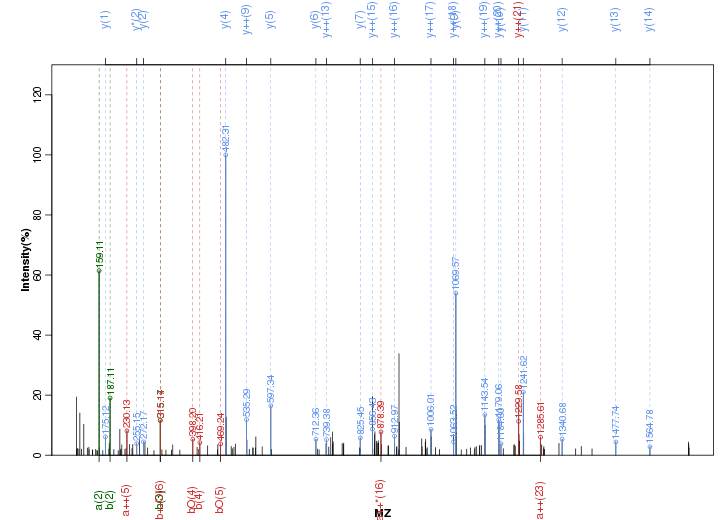 y(1)
y*(2)
y(2)
y(4)
y++(9)
y(5)
y(6)
y++(13)
y(7)
y++(15)
y++(16)
y++(17)
y(9)
y++(19)
y++(21)
y(12)
y(13)
y(14)
Intensity(%)
0
20
40
60
80
100
120
159.11
175.12
187.11
230.13
255.15
272.17
398.20
416.21
469.24
482.31
535.29
597.34
712.36
739.38
825.45
878.39
912.97
1006.01
1063.52
1069.57
1143.54
1179.06
1229.58
1241.62
1285.61
1340.68
1477.74
1564.78
a(2)
b(2)
a++(5)
b(3)
bO(4)
b(4)
bO(5)
a++(23)
MZ